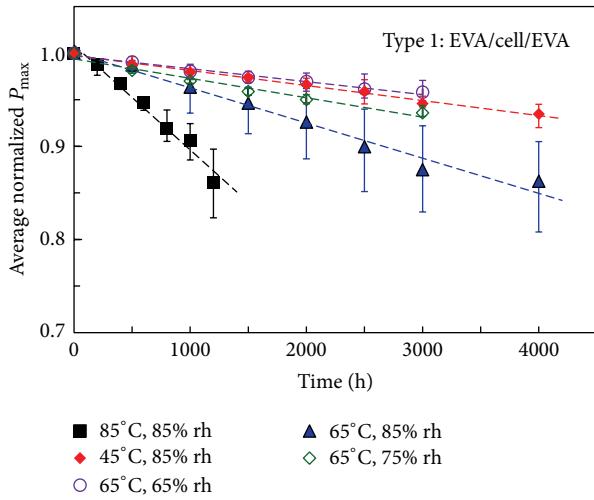 Type 1: EVA/cell/EVA
Average normalized Pmax
1.0
0.9
0.8
0.7
0
1000
2000
3000
4000
Time (h)
85°C, 85% rh
45°C, 85% rh
65°C, 65% rh
65°C, 85% rh
65°C, 75% rh